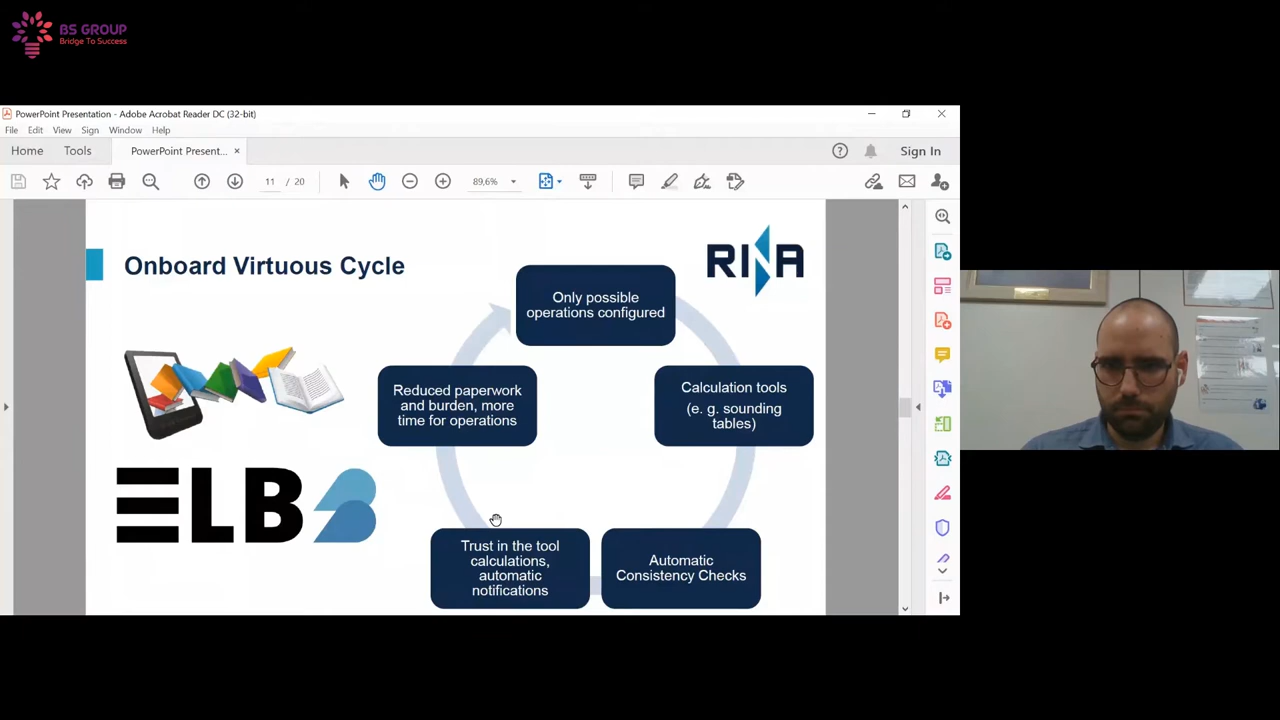 BS GROUP
Bridge To Success
PowerPoint Presentation - Adobe Acrobat Reader DC (32-bit)
File Edit View Sign Window Help
Home Tools PowerPoint Present... × Sign In
11 / 20 89,6%
Onboard Virtuous Cycle
RINA
Only possible
operations configured
Calculation tools
(e. g. sounding
tables)
Automatic
Consistency Checks
Trust in the tool
calculations,
automatic
notifications
Reduced paperwork
and burden, more
time for operations
ELB